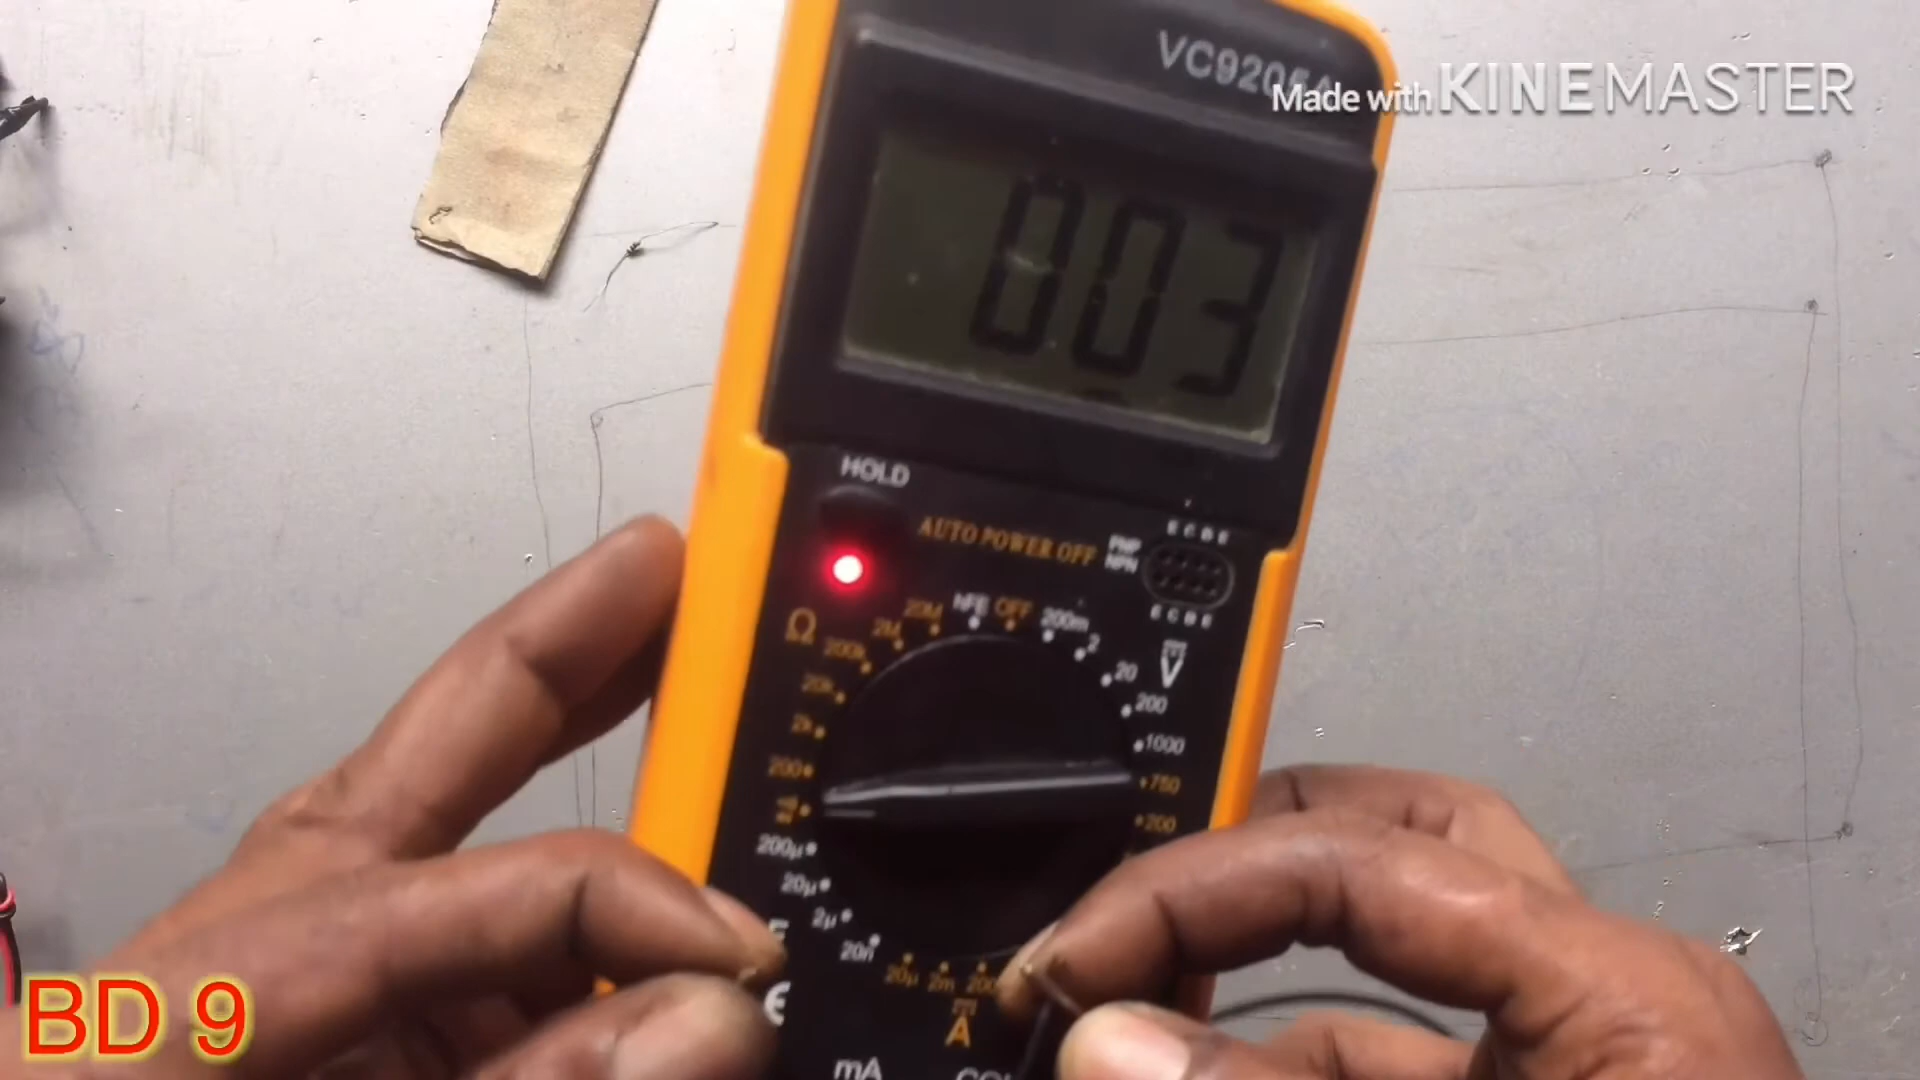 VC9205A
Made with KINEMASTER
003
HOLD
AUTO POWER OFF
PNP
NPN
E C B E
E C B E
Ω
20M
hFE
OFF
200m
2M
2
200k
20
20k
200
2k
1000
200
750
200
200µ
20µ
2µ
20n
20µ
2m
200
A
mA
BD 9